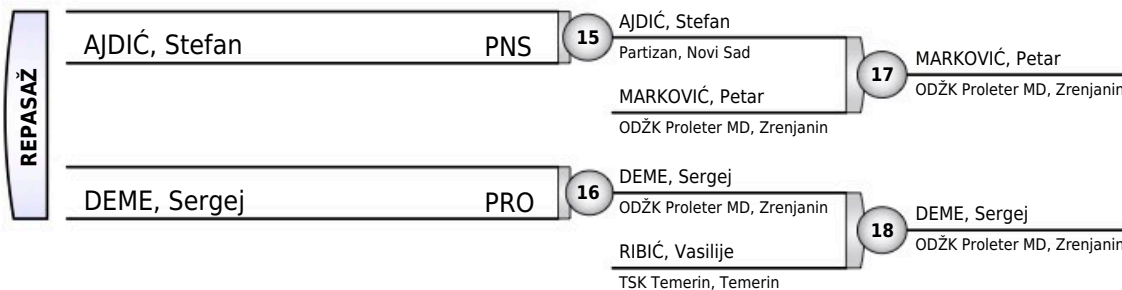 REPASAŽ
AJDIĆ, Stefan PNS
15
AJDIĆ, Stefan
Partizan, Novi Sad
MARKOVIĆ, Petar
ODŽK Proleter MD, Zrenjanin
17
MARKOVIĆ, Petar
ODŽK Proleter MD, Zrenjanin
DEME, Sergej PRO
16
DEME, Sergej
ODŽK Proleter MD, Zrenjanin
RIBIĆ, Vasilije
TSK Temerin, Temerin
18
DEME, Sergej
ODŽK Proleter MD, Zrenjanin